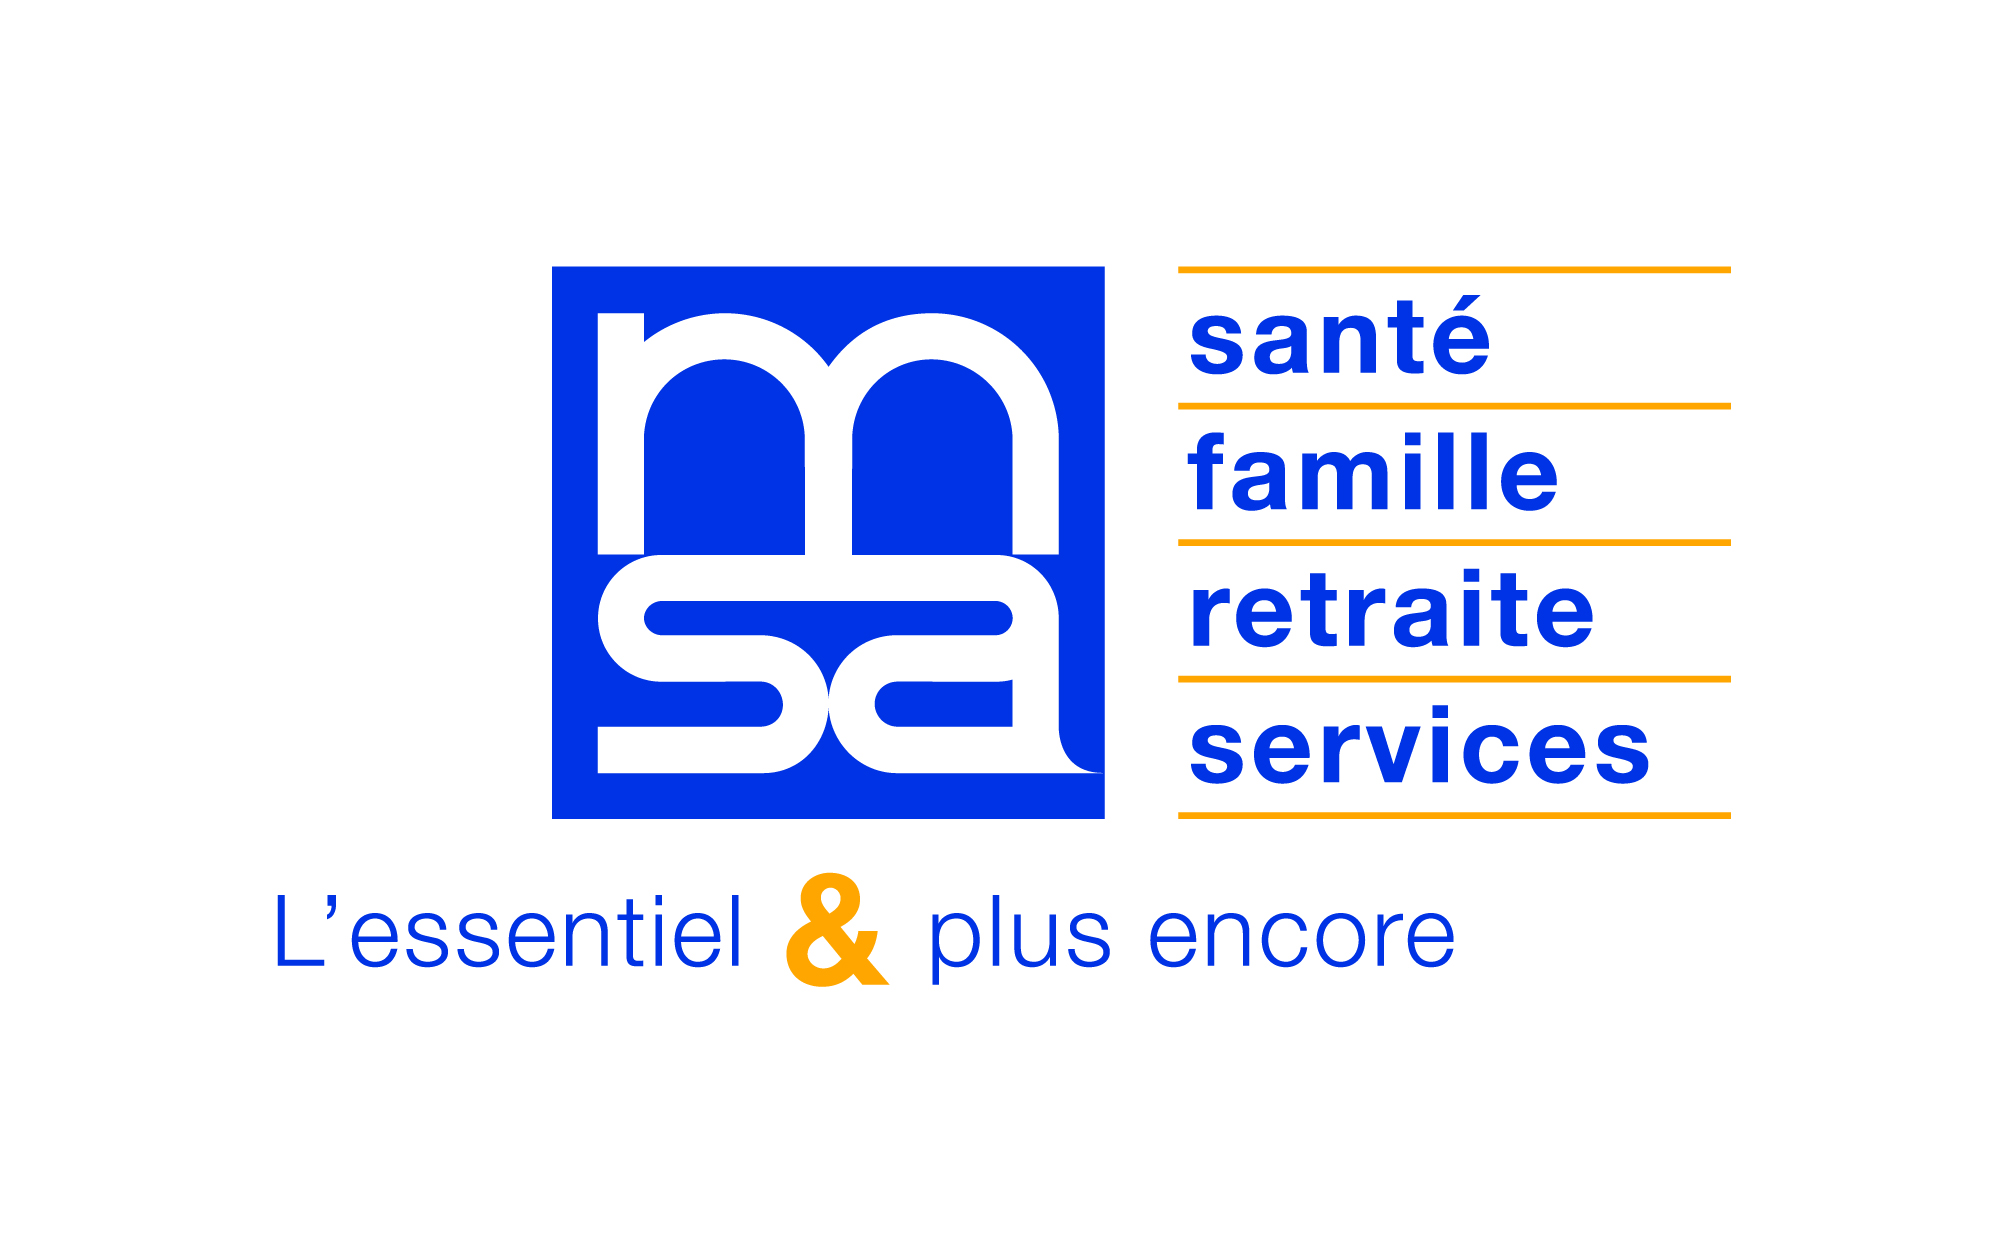 msa
santé
famille
retraite
services
L’essentiel & plus encore